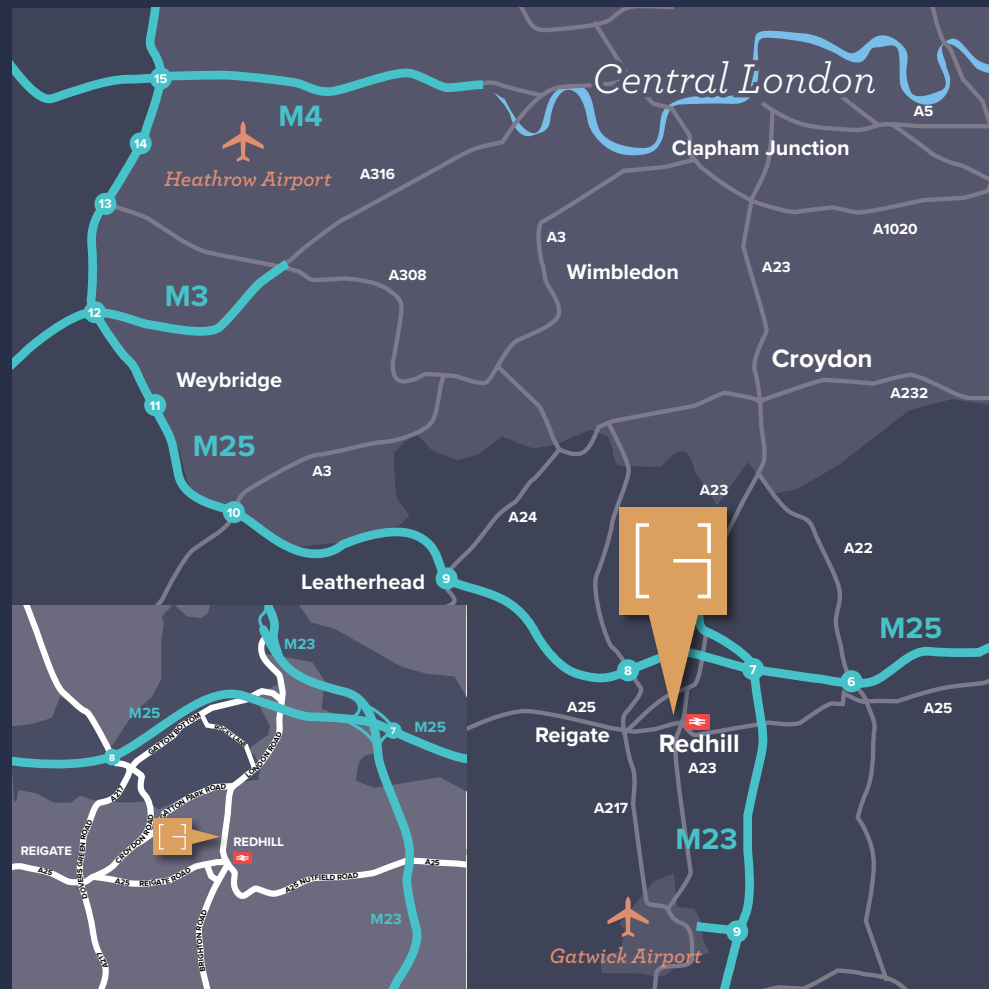 15
Central London
A5
M4
14
Clapham Junction
Heathrow Airport
A316
13
A3
A1020
Wimbledon
A23
A308
M3
12
Croydon
Weybridge
A232
11
M25
A3
A23
10
A24
A22
Leatherhead
9
M25
8
7
6
A25
A25
Reigate
Redhill
A23
A217
M23
9
Gatwick Airport
M23
M25
M25
7
8
GATTON BOTTOM
ROCKY LANE
LONDON ROAD
A217
GATTON PARK ROAD
CROYDON ROAD
DOVERS GREEN ROAD
REIGATE
REDHILL
A25
A25
REIGATE ROAD
A25 NUTFIELD ROAD
A25
M23
BRIGHTON ROAD
A217